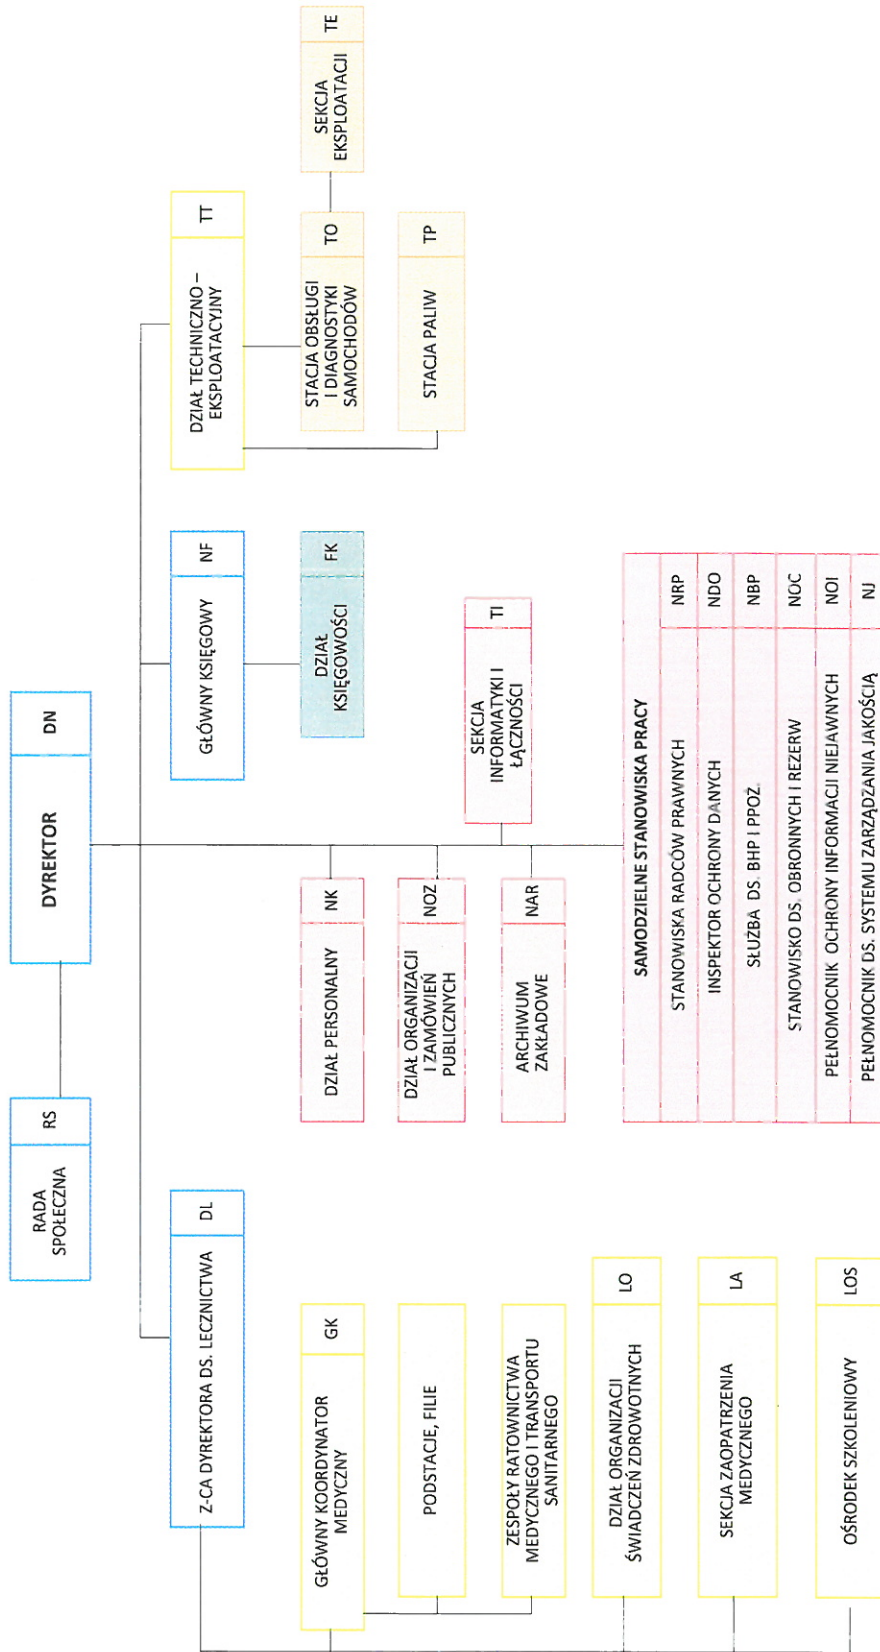 RADA
SPOŁECZNA
RS
DYREKTOR
DN
Z-CA DYREKTORA DS. LECZNICTWA
DL
GŁÓWNY KSIĘGOWY
NF
DZIAŁ TECHNICZNO –
EKSPLOATACYJNY
TT
GŁÓWNY KOORDYNATOR
MEDYCZNY
GK
PODSTACJE, FILIE
ZESPOŁY RATOWNICTWA
MEDYCZNEGO I TRANSPORTU
SANITARNEGO
DZIAŁ ORGANIZACJI
ŚWIADCZEŃ ZDROWOTNYCH
LO
SEKCJA ZAOPATRZENIA
MEDYCZNEGO
LA
OŚRODEK SZKOLENIOWY
LOS
DZIAŁ PERSONALNY
NK
DZIAŁ ORGANIZACJI
I ZAMÓWIEŃ
PUBLICZNYCH
NOZ
ARCHIWUM
ZAKŁADOWE
NAR
SEKCJA
INFORMATYKI I
ŁĄCZNOŚCI
TI
DZIAŁ
KSIĘGOWOŚCI
FK
STACJA OBSŁUGI
I DIAGNOSTYKI
SAMOCHODÓW
TO
SEKCJA
EKSPLOATACJI
TE
STACJA PALIW
TP
SAMODZIELNE STANOWISKA PRACY
STANOWISKA RADCÓW PRAWNYCH NRP
INSPEKTOR OCHRONY DANYCH NDO
SŁUŻBA DS. BHP I PPOŻ. NBP
STANOWISKO DS. OBRONNYCH I REZERW NOC
PEŁNOMOCNIK OCHRONY INFORMACJI NIEJAWNYCH NOI
PEŁNOMOCNIK DS. SYSTEMU ZARZĄDZANIA JAKOŚCIĄ NJ